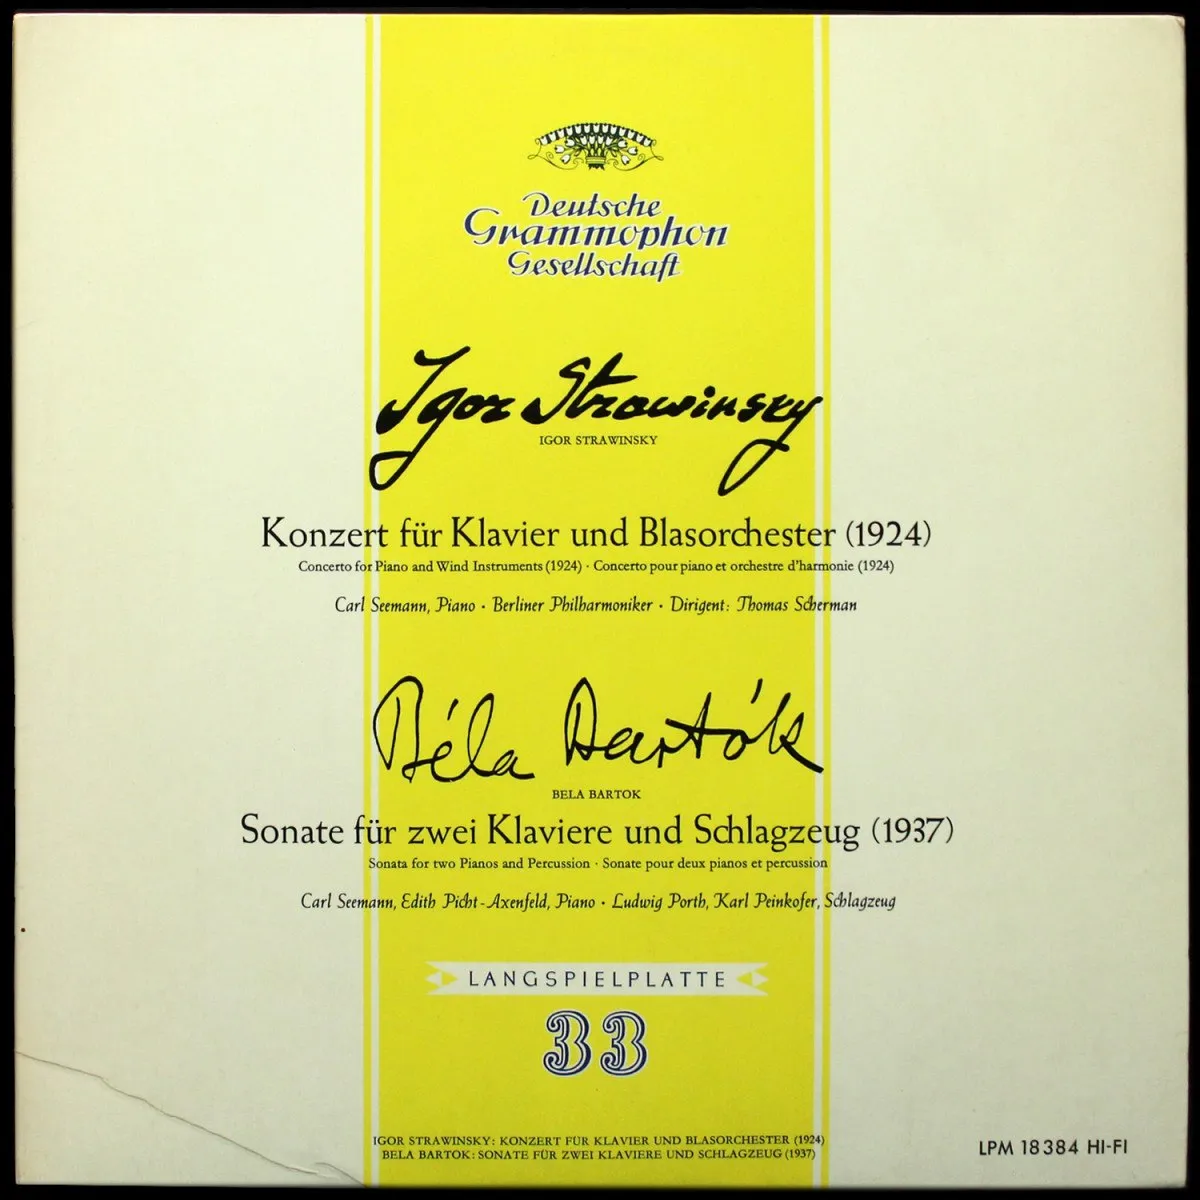 Deutsche
Grammophon
Gesellschaft
Igor Strawinsky
IGOR STRAWINSKY
Konzert für Klavier und Blasorchester (1924)
Concerto for Piano and Wind Instruments (1924) · Concerto pour piano et orchestre d'harmonie (1924)
Carl Seemann, Piano · Berliner Philharmoniker · Dirigent: Thomas Scherman
Béla Bartók
BELA BARTOK
Sonate für zwei Klaviere und Schlagzeug (1937)
Sonata for two Pianos and Percussion · Sonate pour deux pianos et percussion
Carl Seemann, Edith Picht-Axenfeld, Piano · Ludwig Porth, Karl Peinkofer, Schlagzeug
LANGSPIELPLATTE
33
IGOR STRAWINSKY: KONZERT FÜR KLAVIER UND BLASORCHESTER (1924)
BELA BARTOK: SONATE FÜR ZWEI KLAVIERE UND SCHLAGZEUG (1937)
LPM 18384 HI-FI